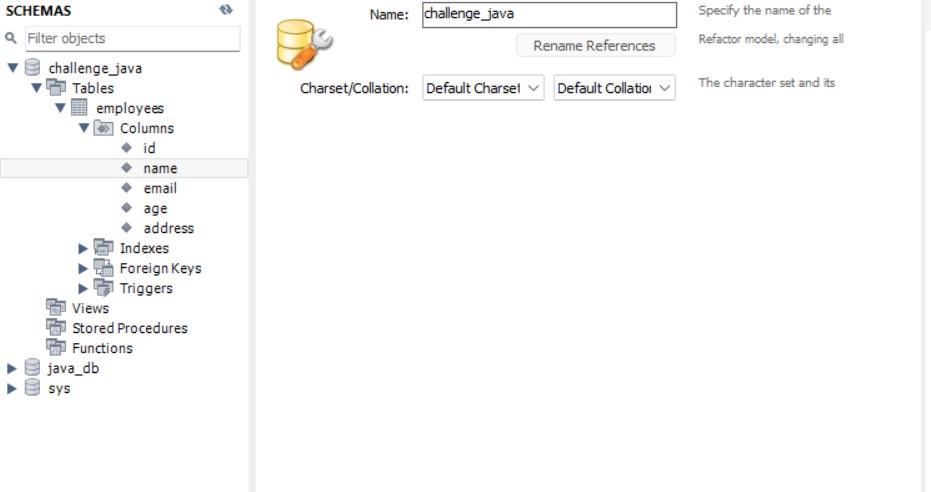 SCHEMAS
Filter objects
challenge_java
Tables
employees
Columns
id
name
email
age
address
Indexes
Foreign Keys
Triggers
Views
Stored Procedures
Functions
java_db
sys
Name:
challenge_java
Specify the name of the
Rename References
Refactor model, changing all
Charset/Collation:
Default Charset
Default Collation
The character set and its